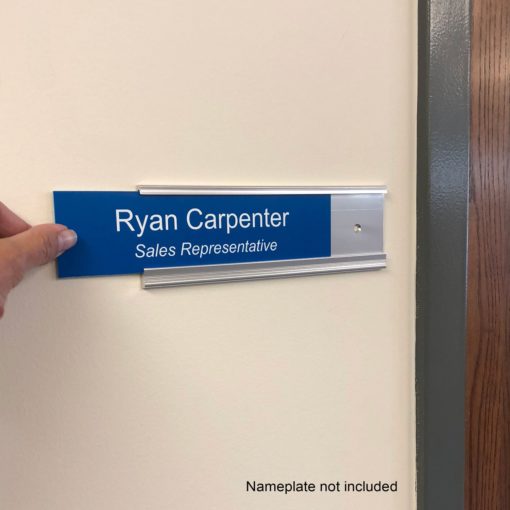 Ryan Carpenter
Sales Representative
Nameplate not included